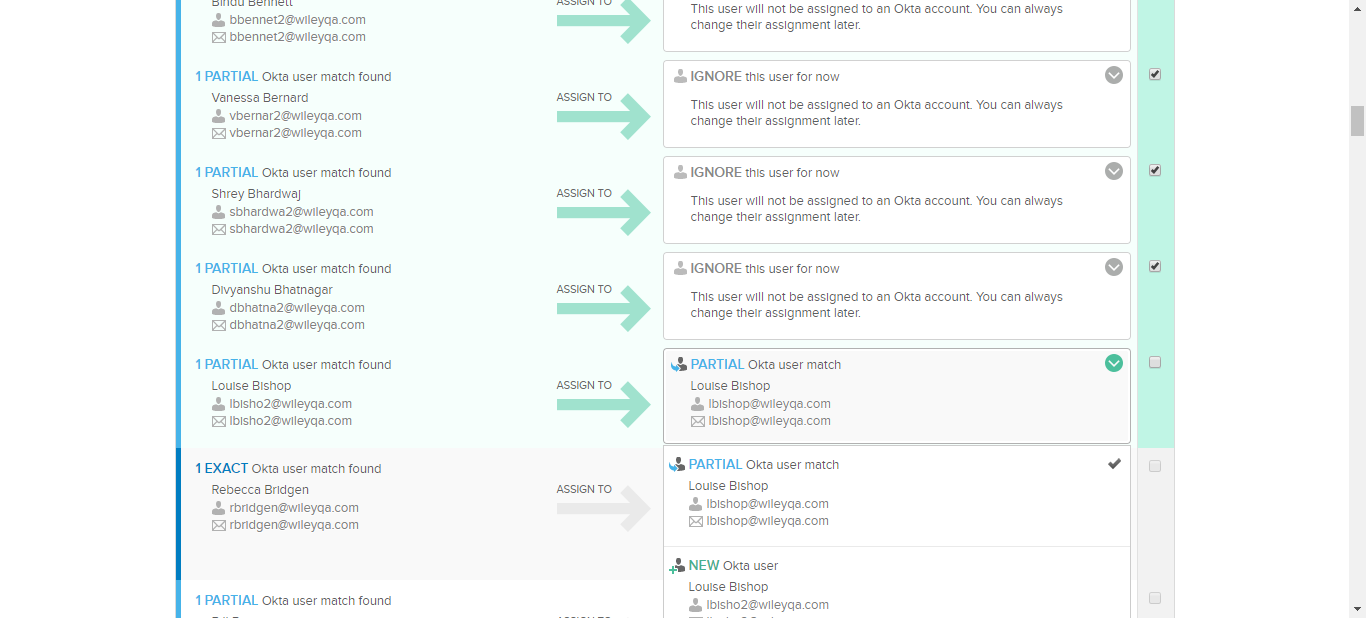 Bindu Bennett
bbennet2@wileyqa.com
bbennet2@wileyqa.com
ASSIGN TO
This user will not be assigned to an Okta account. You can always
change their assignment later.
1 PARTIAL Okta user match found
Vanessa Bernard
vbernar2@wileyqa.com
vbernar2@wileyqa.com
ASSIGN TO
IGNORE this user for now
This user will not be assigned to an Okta account. You can always
change their assignment later.
1 PARTIAL Okta user match found
Shrey Bhardwaj
sbhardwa2@wileyqa.com
sbhardwa2@wileyqa.com
ASSIGN TO
IGNORE this user for now
This user will not be assigned to an Okta account. You can always
change their assignment later.
1 PARTIAL Okta user match found
Divyanshu Bhatnagar
dbhatna2@wileyqa.com
dbhatna2@wileyqa.com
ASSIGN TO
IGNORE this user for now
This user will not be assigned to an Okta account. You can always
change their assignment later.
1 PARTIAL Okta user match found
Louise Bishop
lbisho2@wileyqa.com
lbisho2@wileyqa.com
ASSIGN TO
PARTIAL Okta user match
Louise Bishop
lbishop@wileyqa.com
lbishop@wileyqa.com
1 EXACT Okta user match found
Rebecca Bridgen
rbridgen@wileyqa.com
rbridgen@wileyqa.com
ASSIGN TO
PARTIAL Okta user match
Louise Bishop
lbishop@wileyqa.com
lbishop@wileyqa.com
NEW Okta user
Louise Bishop
lbisho2@wileyqa.com
1 PARTIAL Okta user match found
ASSIGN TO